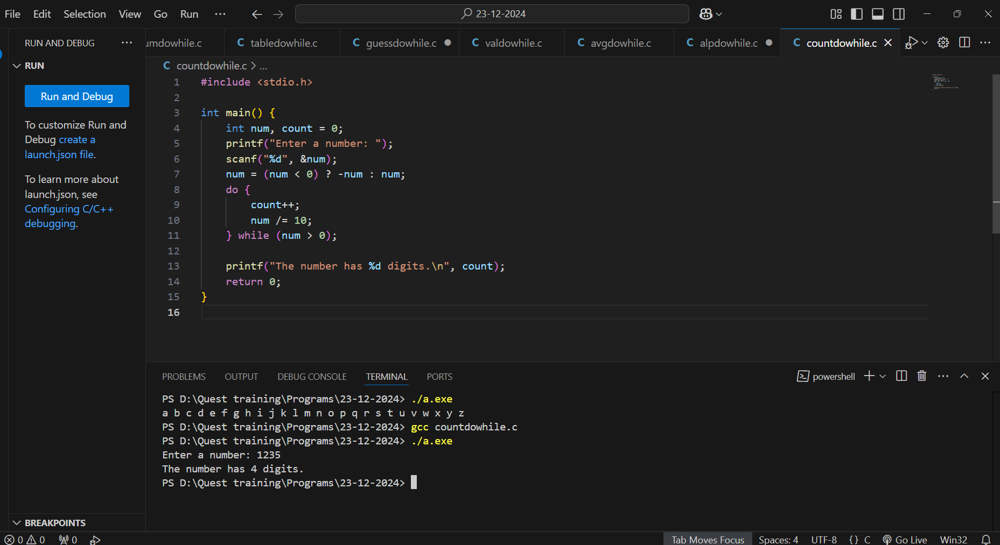 File Edit Selection View Go Run ··· 23-12-2024
RUN AND DEBUG ···
RUN
Run and Debug
To customize Run and
Debug create a
launch.json file.
To learn more about
launch.json, see
Configuring C/C++
debugging.
BREAKPOINTS
umdowhile.c C tabledowhile.c C guessdowhile.c C valdowhile.c C avgdowhile.c C alpdowhile.c C countdowhile.c
C countdowhile.c > ...
1 #include <stdio.h>
2
3 int main() {
4 int num, count = 0;
5 printf("Enter a number: ");
6 scanf("%d", &num);
7 num = (num < 0) ? -num : num;
8 do {
9 count++;
10 num /= 10;
11 } while (num > 0);
12
13 printf("The number has %d digits.\n", count);
14 return 0;
15 }
16
PROBLEMS OUTPUT DEBUG CONSOLE TERMINAL PORTS powershell
PS D:\Quest training\Programs\23-12-2024> ./a.exe
a b c d e f g h i j k l m n o p q r s t u v w x y z
PS D:\Quest training\Programs\23-12-2024> gcc countdowhile.c
PS D:\Quest training\Programs\23-12-2024> ./a.exe
Enter a number: 1235
The number has 4 digits.
PS D:\Quest training\Programs\23-12-2024>
0 0 0 Tab Moves Focus Spaces: 4 UTF-8 {} C Go Live Win32